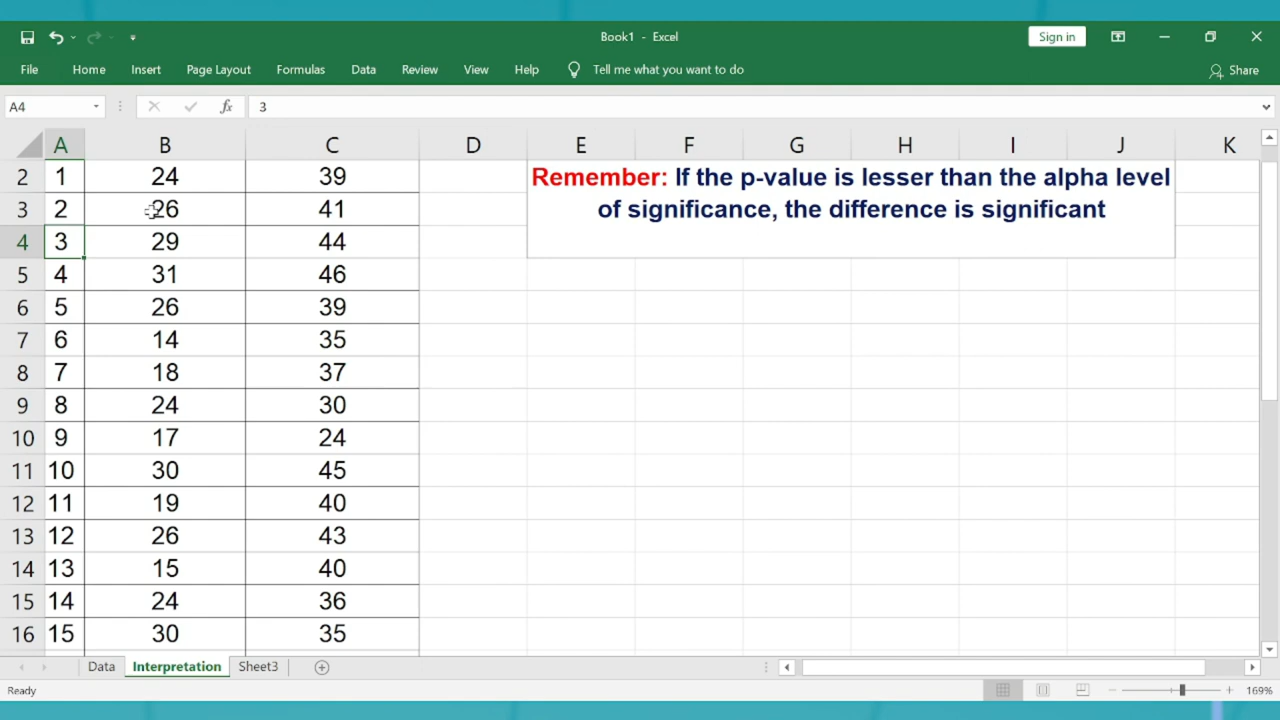 Book1 - Excel
Sign in
File Home Insert Page Layout Formulas Data Review View Help Tell me what you want to do Share
A4 fx 3
A B C D E F G H I J K
2 1 24 39 Remember: If the p-value is lesser than the alpha level
3 2 26 41 of significance, the difference is significant
4 3 29 44
5 4 31 46
6 5 26 39
7 6 14 35
8 7 18 37
9 8 24 30
10 9 17 24
11 10 30 45
12 11 19 40
13 12 26 43
14 13 15 40
15 14 24 36
16 15 30 35
Data Interpretation Sheet3
Ready 169%